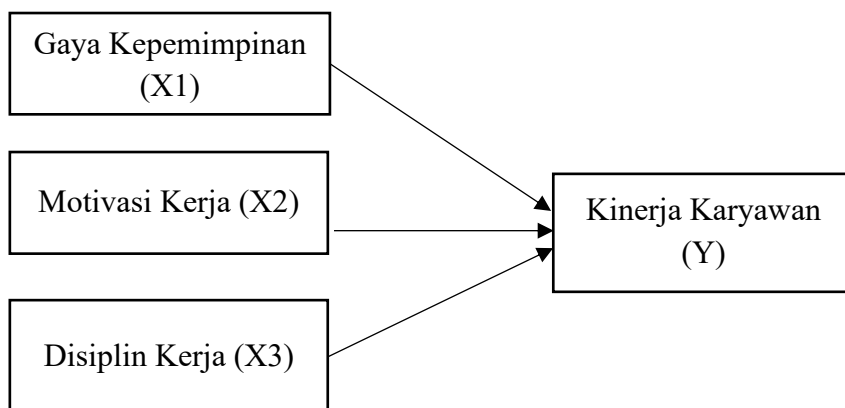 Gaya Kepemimpinan
(X1)
Motivasi Kerja (X2)
Kinerja Karyawan
(Y)
Disiplin Kerja (X3)